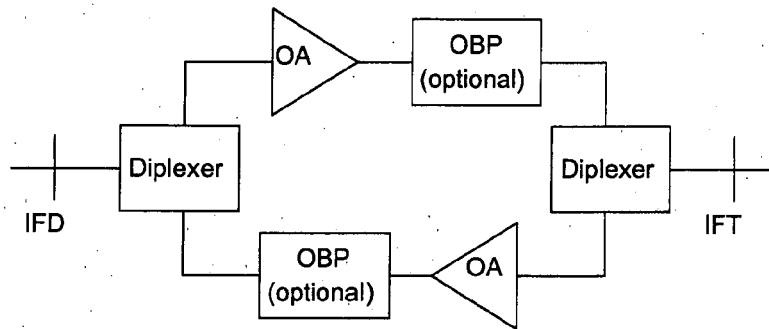 OA
OBP
(optional)
Diplexer
Diplexer
IFD
IFT
OBP
(optional)
OA